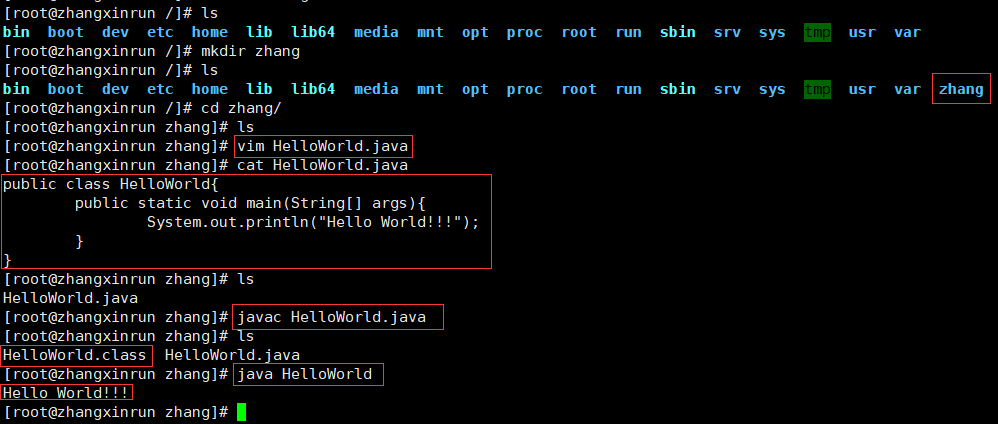 [root@zhangxinrun /]# ls
bin boot dev etc home lib lib64 media mnt opt proc root run sbin srv sys tmp usr var
[root@zhangxinrun /]# mkdir zhang
[root@zhangxinrun /]# ls
bin boot dev etc home lib lib64 media mnt opt proc root run sbin srv sys tmp usr var zhang
[root@zhangxinrun /]# cd zhang/
[root@zhangxinrun zhang]# ls
[root@zhangxinrun zhang]# vim HelloWorld.java
[root@zhangxinrun zhang]# cat HelloWorld.java
public class HelloWorld{
        public static void main(String[] args){
                System.out.println("Hello World!!!");
        }
}
[root@zhangxinrun zhang]# ls
HelloWorld.java
[root@zhangxinrun zhang]# javac HelloWorld.java
[root@zhangxinrun zhang]# ls
HelloWorld.class HelloWorld.java
[root@zhangxinrun zhang]# java HelloWorld
Hello World!!!
[root@zhangxinrun zhang]#